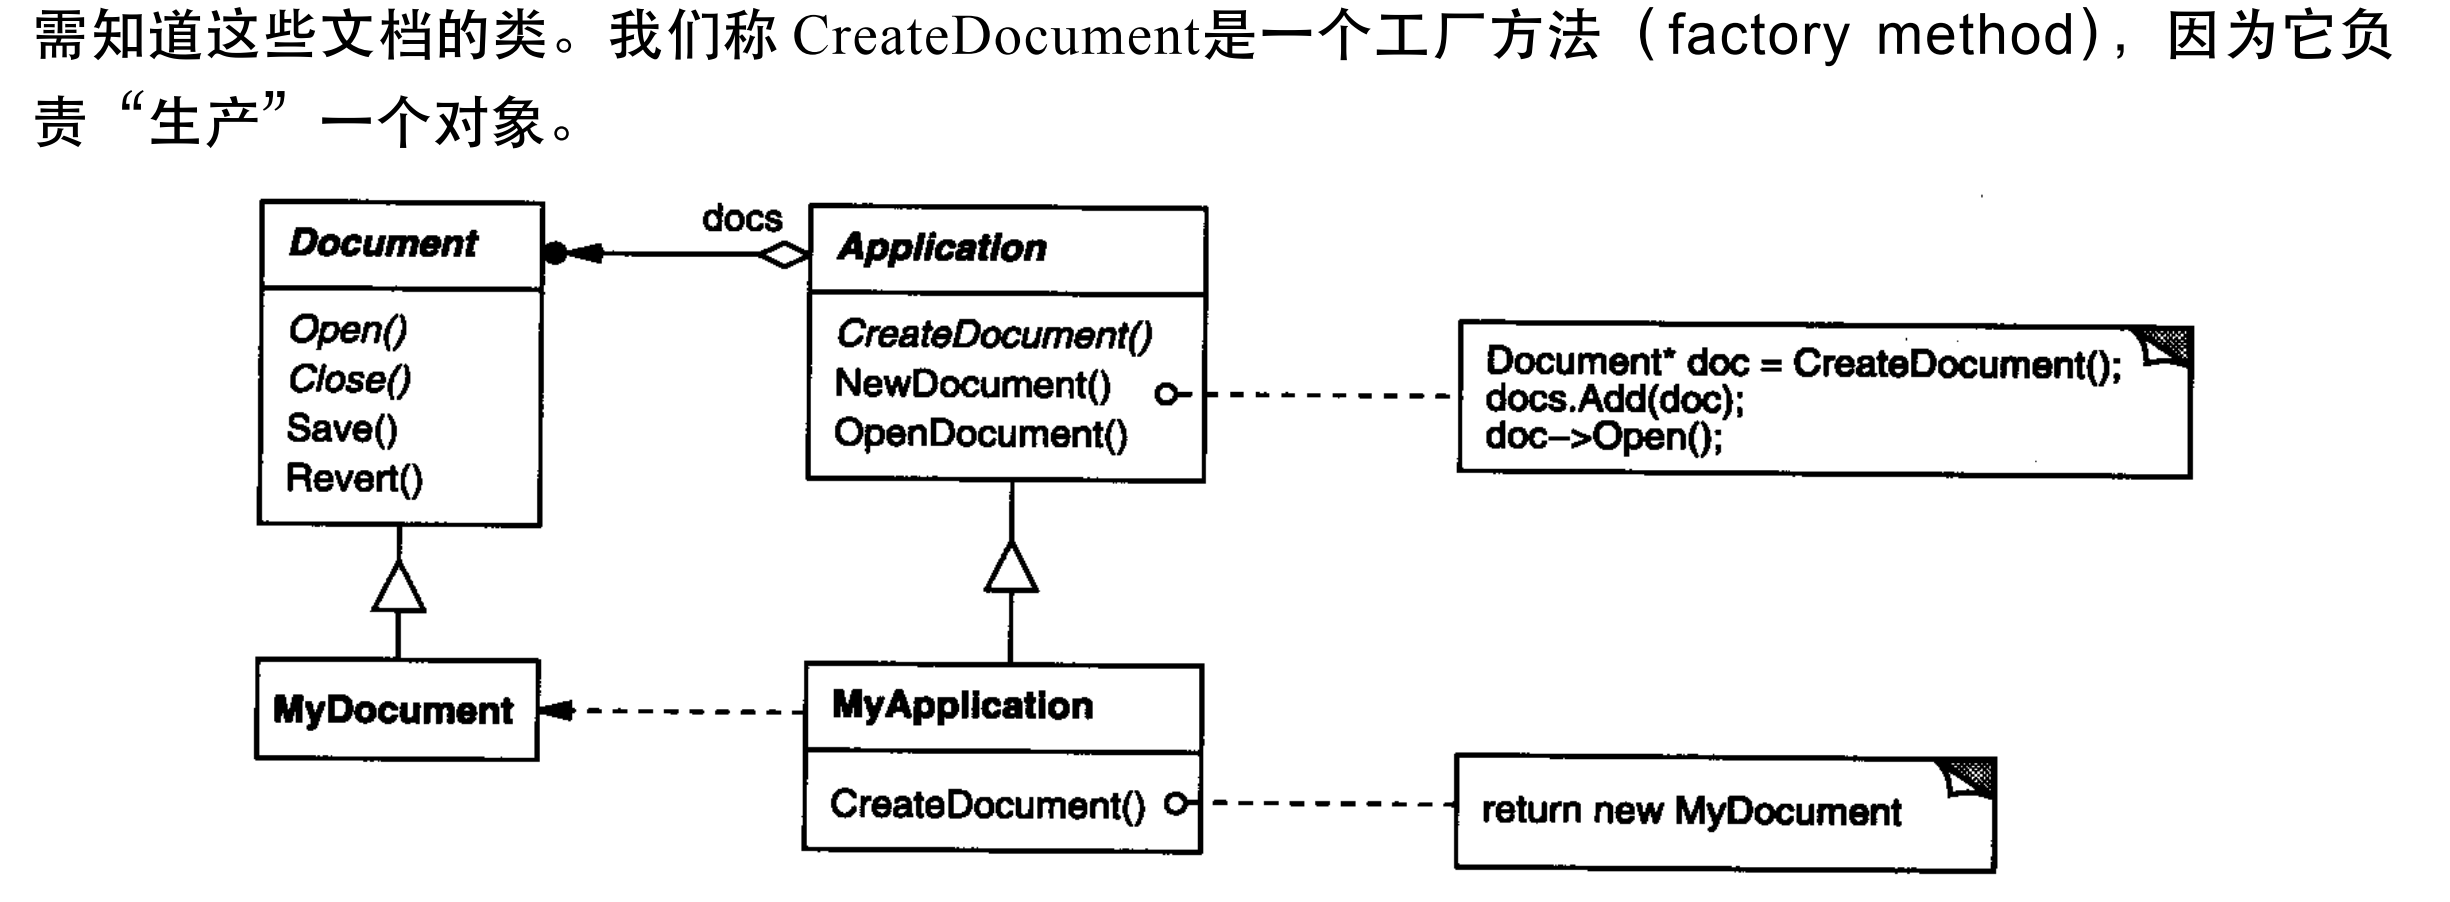 需知道这些文档的类。我们称 CreateDocument是一个工厂方法（factory method），因为它负
责“生产”一个对象。
docs
Document
Application
Open()
Close()
Save()
Revert()
CreateDocument()
NewDocument()
OpenDocument()
Document* doc = CreateDocument();
docs.Add(doc);
doc->Open();
MyDocument
MyApplication
CreateDocument()
return new MyDocument